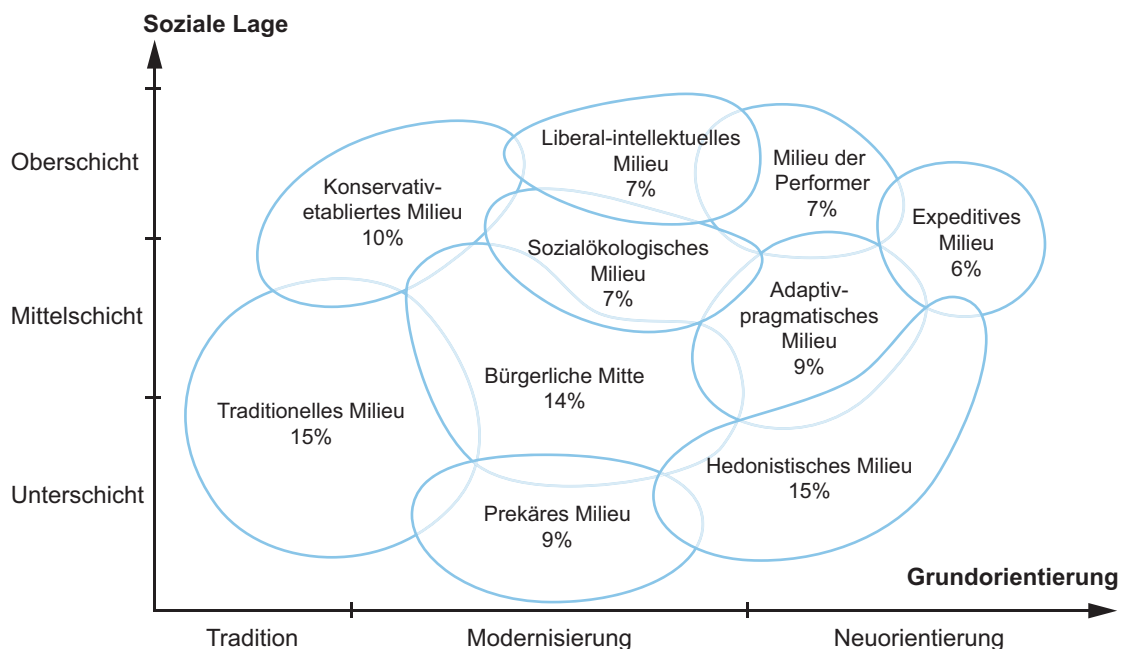 Soziale Lage
Oberschicht
Mittelschicht
Unterschicht
Konservativ-
etabliertes Milieu
10%
Liberal-intellektuelles
Milieu
7%
Milieu der
Performer
7%
Expeditives
Milieu
6%
Sozialökologisches
Milieu
7%
Adaptiv-
pragmatisches
Milieu
9%
Traditionelles Milieu
15%
Bürgerliche Mitte
14%
Hedonistisches Milieu
15%
Prekäres Milieu
9%
Grundorientierung
Tradition
Modernisierung
Neuorientierung